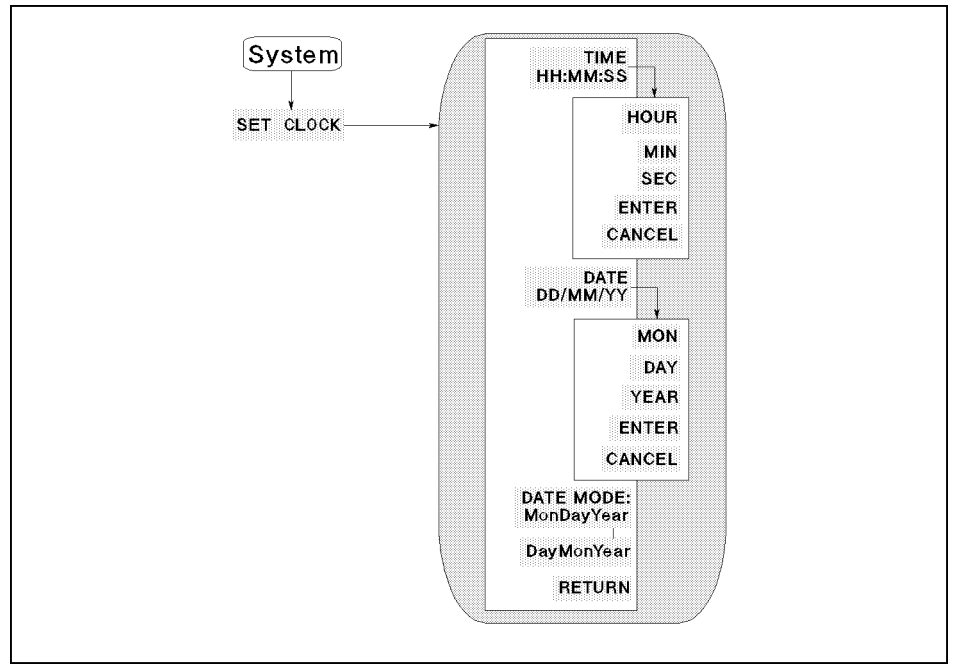 System
SET CLOCK
TIME
HH:MM:SS
HOUR
MIN
SEC
ENTER
CANCEL
DATE
DD/MM/YY
MON
DAY
YEAR
ENTER
CANCEL
DATE MODE:
MonDayYear
DayMonYear
RETURN